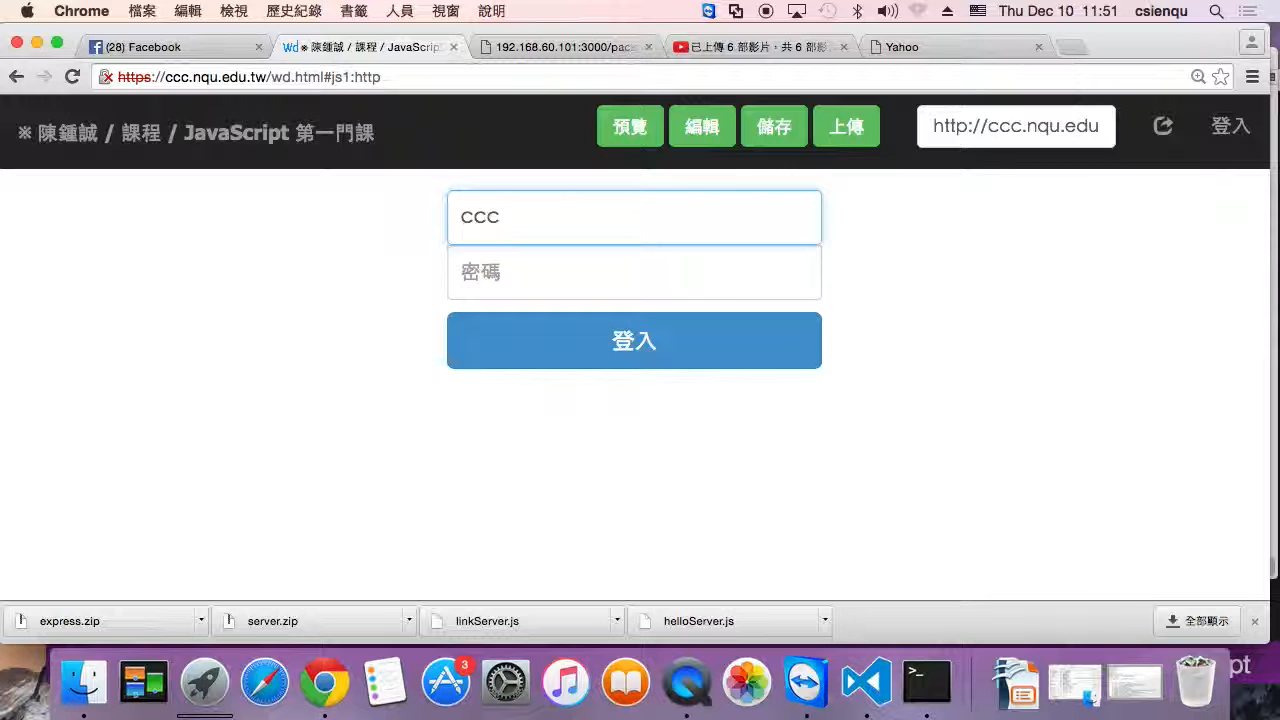 Chrome 檔案 編輯 檢視 歷史紀錄 書籤 人員 視窗 說明 Thu Dec 10 11:51 csienqu
(28) Facebook Wd ※ 陳鍾誠 / 課程 / JavaScrip 192.168.60.101:3000/pac 已上傳 6 部影片,共 6 部影 Yahoo
https://ccc.nqu.edu.tw/wd.html#js1:http
※ 陳鍾誠 / 課程 / JavaScript 第一門課 預覽 編輯 儲存 上傳 http://ccc.nqu.edu 登入
ccc
密碼
登入
express.zip server.zip linkServer.js helloServer.js 全部顯示
3
pt